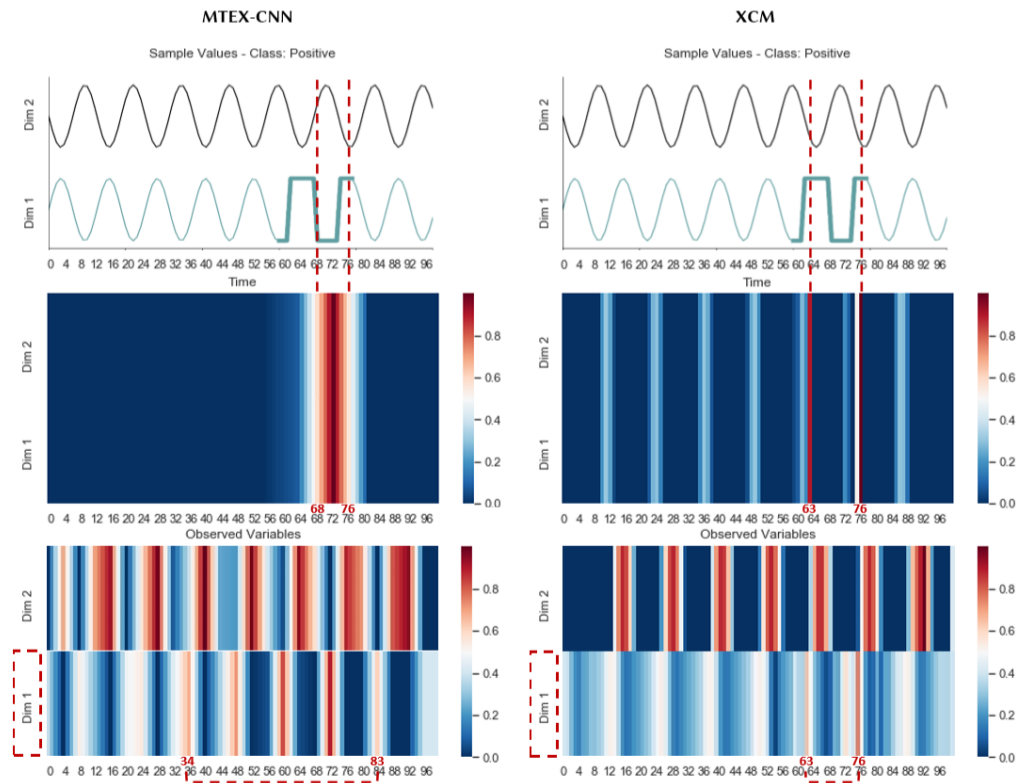 MTEX-CNN
Sample Values - Class: Positive
Dim 2
Dim 1
0 4 8 12 16 20 24 28 32 36 40 44 48 52 56 60 64 68 72 76 80 84 88 92 96
Time
Dim 2
Dim 1
0.8
0.6
0.4
0.2
0.0
68 76
0 4 8 12 16 20 24 28 32 36 40 44 48 52 56 60 64 68 72 76 80 84 88 92 96
Observed Variables
Dim 2
Dim 1
0.8
0.6
0.4
0.2
0.0
34 83
0 4 8 12 16 20 24 28 32 36 40 44 48 52 56 60 64 68 72 76 80 84 88 92 96
XCM
Sample Values - Class: Positive
Dim 2
Dim 1
0 4 8 12 16 20 24 28 32 36 40 44 48 52 56 60 64 68 72 76 80 84 88 92 96
Time
Dim 2
Dim 1
0.8
0.6
0.4
0.2
0.0
63 76
0 4 8 12 16 20 24 28 32 36 40 44 48 52 56 60 64 68 72 76 80 84 88 92 96
Observed Variables
Dim 2
Dim 1
0.8
0.6
0.4
0.2
0.0
63 76
0 4 8 12 16 20 24 28 32 36 40 44 48 52 56 60 64 68 72 76 80 84 88 92 96